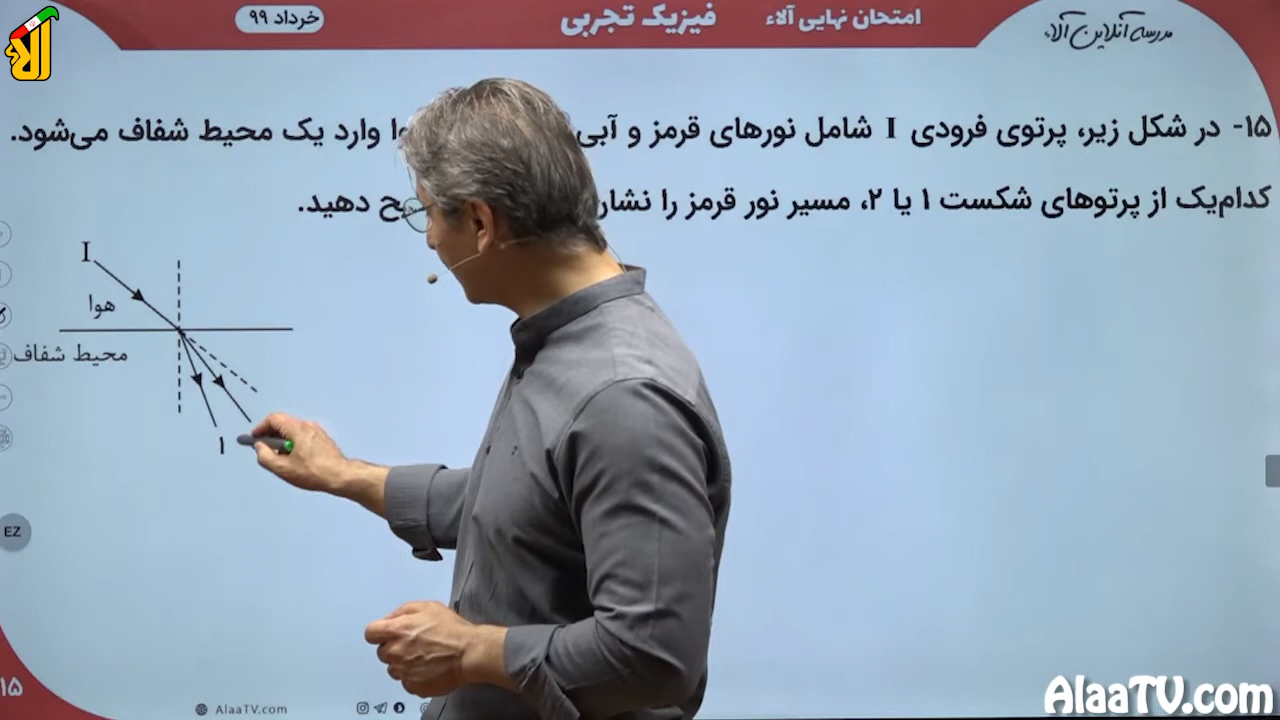 خرداد ۹۹
فیزیک تجربی
امتحان نهایی آلاء
مدرسه آنلاین آلاء
آلا
۱۵- در شکل زیر، پرتوی فرودی I شامل نورهای قرمز و آبی وارد یک محیط شفاف می‌شود.
کدام‌یک از پرتوهای شکست ۱ یا ۲، مسیر نور قرمز را دهید.
I
هوا
محیط شفاف
۱
EZ
۱۵
AlaaTV.com
AlaaTV.com